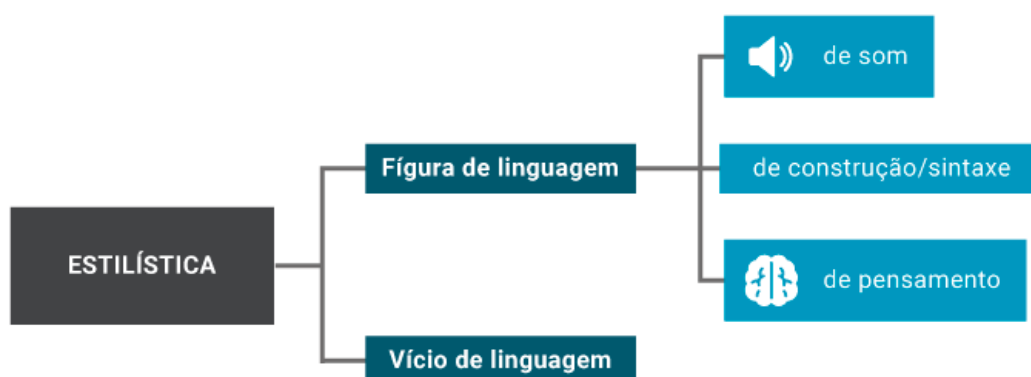 ESTILÍSTICA
Fígura de linguagem
de som
de construção/sintaxe
de pensamento
Vício de linguagem